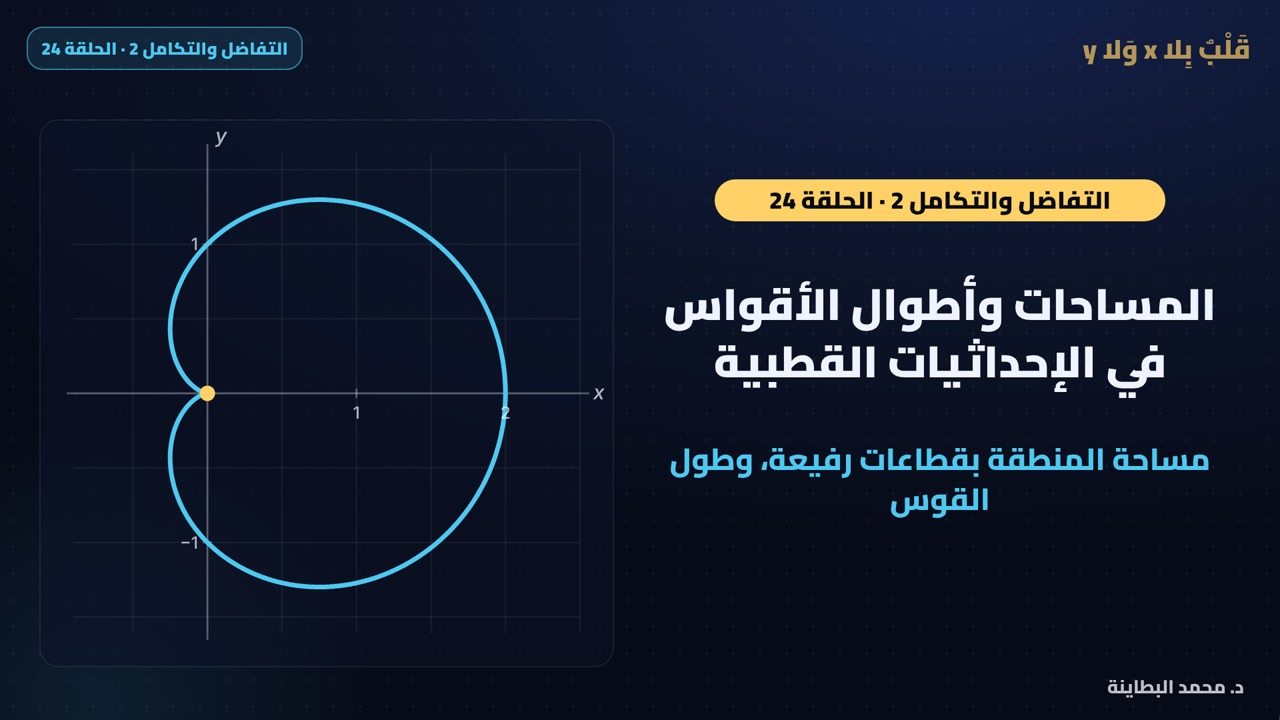 قَلْبٌ بِلا x وَلا y
التفاضل والتكامل 2 · الحلقة 24
التفاضل والتكامل 2 · الحلقة 24
المساحات وأطوال الأقواس
في الإحداثيات القطبية
مساحة المنطقة بقطاعات رفيعة، وطول
القوس
y
1
x
1
2
−1
د. محمد البطاينة